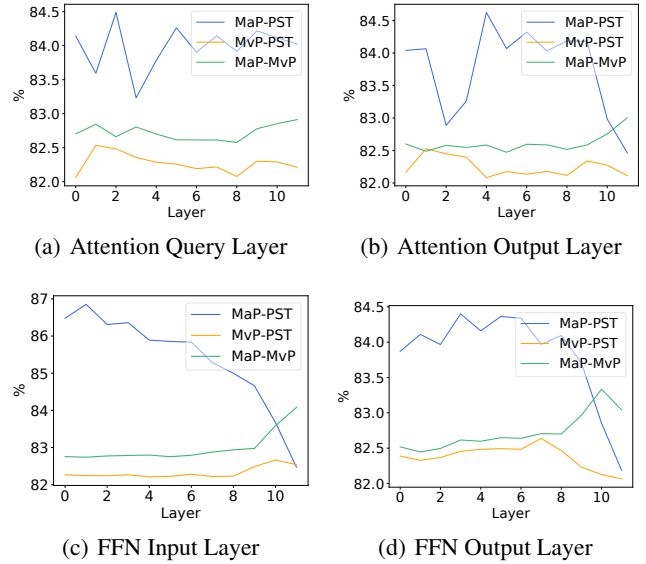 84.5
84.0
83.5
83.0
82.5
82.0
%
0 2 4 6 8 10
Layer
MaP-PST
MvP-PST
MaP-MvP
(a) Attention Query Layer
84.5
84.0
83.5
83.0
82.5
82.0
%
0 2 4 6 8 10
Layer
MaP-PST
MvP-PST
MaP-MvP
(b) Attention Output Layer
87
86
85
84
83
82
%
0 2 4 6 8 10
Layer
MaP-PST
MvP-PST
MaP-MvP
(c) FFN Input Layer
84.5
84.0
83.5
83.0
82.5
82.0
%
0 2 4 6 8 10
Layer
MaP-PST
MvP-PST
MaP-MvP
(d) FFN Output Layer